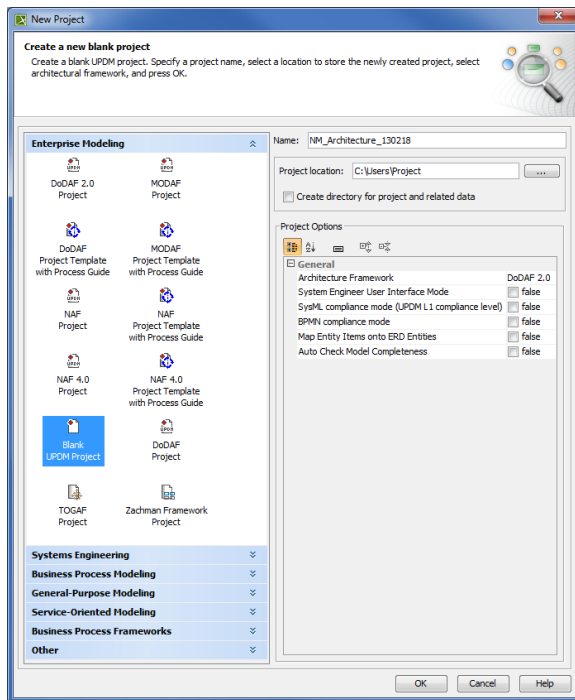 New Project
Create a new blank project
Create a blank UPDM project. Specify a project name, select a location to store the newly created project, select
architectural framework, and press OK.
Enterprise Modeling
DoDAF 2.0
Project
MODAF
Project
DoDAF
Project Template
with Process Guide
MODAF
Project Template
with Process Guide
NAF
Project
NAF
Project Template
with Process Guide
NAF 4.0
Project
NAF 4.0
Project Template
with Process Guide
Blank
UPDM Project
DoDAF
Project
TOGAF
Project
Zachman Framework
Project
Systems Engineering
Business Process Modeling
General-Purpose Modeling
Service-Oriented Modeling
Business Process Frameworks
Other
Name: NM_Architecture_130218
Project location: C:\Users\Project ...
Create directory for project and related data
Project Options
General
Architecture Framework DoDAF 2.0
System Engineer User Interface Mode false
SysML compliance mode (UPDM L1 compliance level) false
BPMN compliance mode false
Map Entity Items onto ERD Entities false
Auto Check Model Completeness false
OK Cancel Help